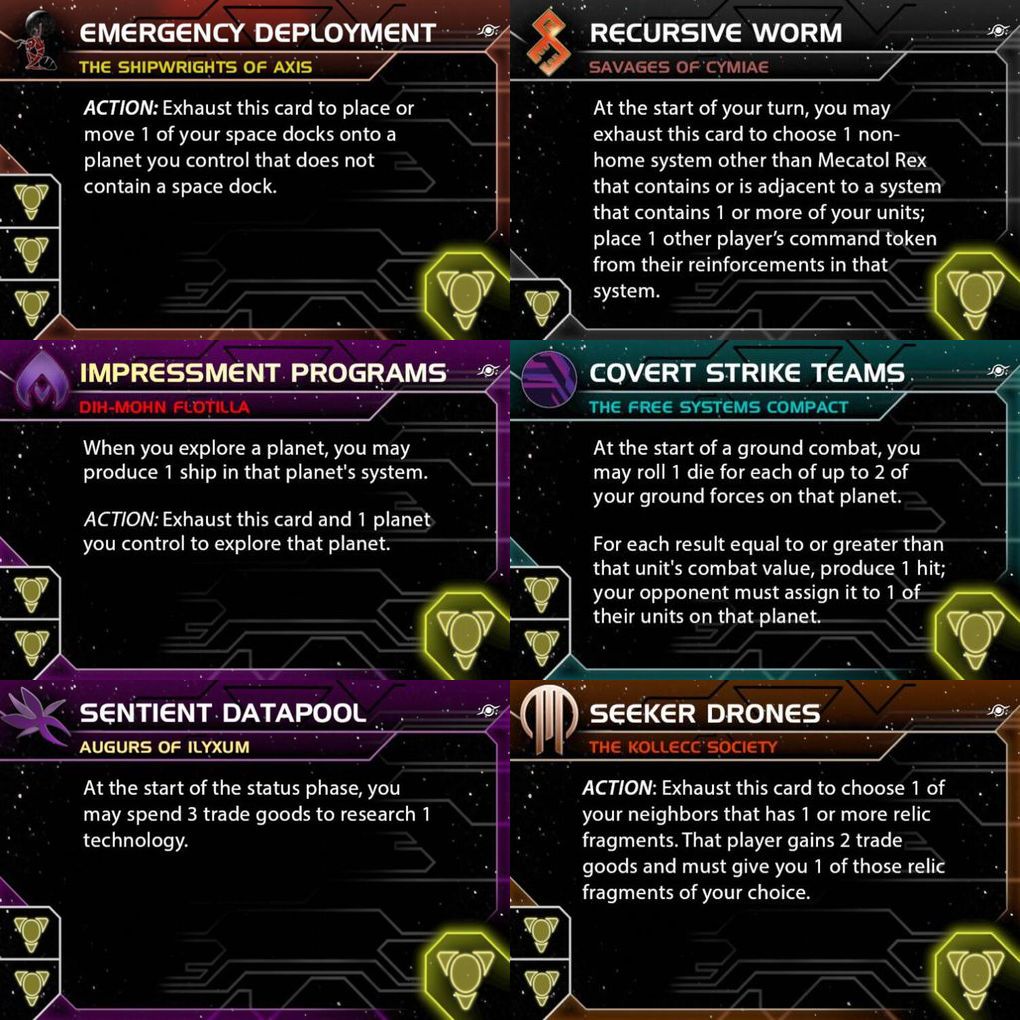 EMERGENCY DEPLOYMENT
THE SHIPWRIGHTS OF AXIS
ACTION: Exhaust this card to place or
move 1 of your space docks onto a
planet you control that does not
contain a space dock.
RECURSIVE WORM
SAVAGES OF CYMIAE
At the start of your turn, you may
exhaust this card to choose 1 non-
home system other than Mecatol Rex
that contains or is adjacent to a system
that contains 1 or more of your units;
place 1 other player's command token
from their reinforcements in that
system.
IMPRESSMENT PROGRAMS
DIH-MOHN FLOTILLA
When you explore a planet, you may
produce 1 ship in that planet's system.
ACTION: Exhaust this card and 1 planet
you control to explore that planet.
COVERT STRIKE TEAMS
THE FREE SYSTEMS COMPACT
At the start of a ground combat, you
may roll 1 die for each of up to 2 of
your ground forces on that planet.
For each result equal to or greater than
that unit's combat value, produce 1 hit;
your opponent must assign it to 1 of
their units on that planet.
SENTIENT DATAPOOL
AUGURS OF ILYXUM
At the start of the status phase, you
may spend 3 trade goods to research 1
technology.
SEEKER DRONES
THE KOLLECC SOCIETY
ACTION: Exhaust this card to choose 1 of
your neighbors that has 1 or more relic
fragments. That player gains 2 trade
goods and must give you 1 of those relic
fragments of your choice.